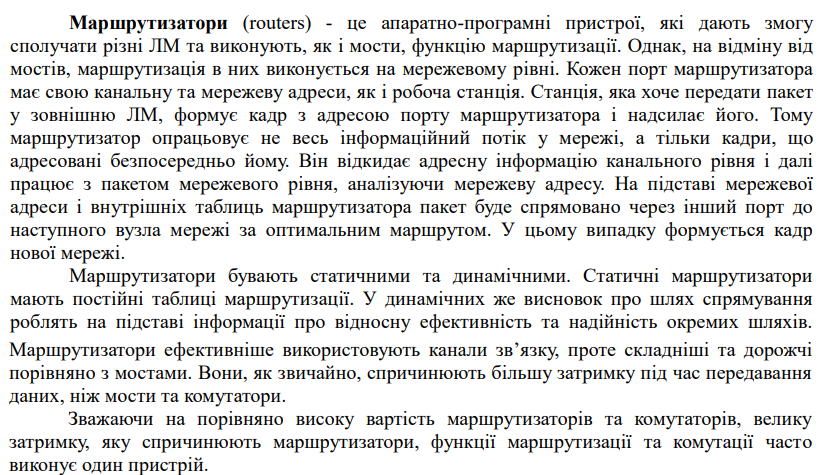 Маршрутизатори (routers) - це апаратно-програмні пристрої, які дають змогу
сполучати різні ЛМ та виконують, як і мости, функцію маршрутизації. Однак, на відміну від
мостів, маршрутизація в них виконується на мережевому рівні. Кожен порт маршрутизатора
має свою канальну та мережеву адреси, як і робоча станція. Станція, яка хоче передати пакет
у зовнішню ЛМ, формує кадр з адресою порту маршрутизатора і надсилає його. Тому
маршрутизатор опрацьовує не весь інформаційний потік у мережі, а тільки кадри, що
адресовані безпосередньо йому. Він відкидає адресну інформацію канального рівня і далі
працює з пакетом мережевого рівня, аналізуючи мережеву адресу. На підставі мережевої
адреси і внутрішніх таблиць маршрутизатора пакет буде спрямовано через інший порт до
наступного вузла мережі за оптимальним маршрутом. У цьому випадку формується кадр
нової мережі.
Маршрутизатори бувають статичними та динамічними. Статичні маршрутизатори
мають постійні таблиці маршрутизації. У динамічних же висновок про шлях спрямування
роблять на підставі інформації про відносну ефективність та надійність окремих шляхів.
Маршрутизатори ефективніше використовують канали зв’язку, проте складніші та дорожчі
порівняно з мостами. Вони, як звичайно, спричинюють більшу затримку під час передавання
даних, ніж мости та комутатори.
Зважаючи на порівняно високу вартість маршрутизаторів та комутаторів, велику
затримку, яку спричинюють маршрутизатори, функції маршрутизації та комутації часто
виконує один пристрій.